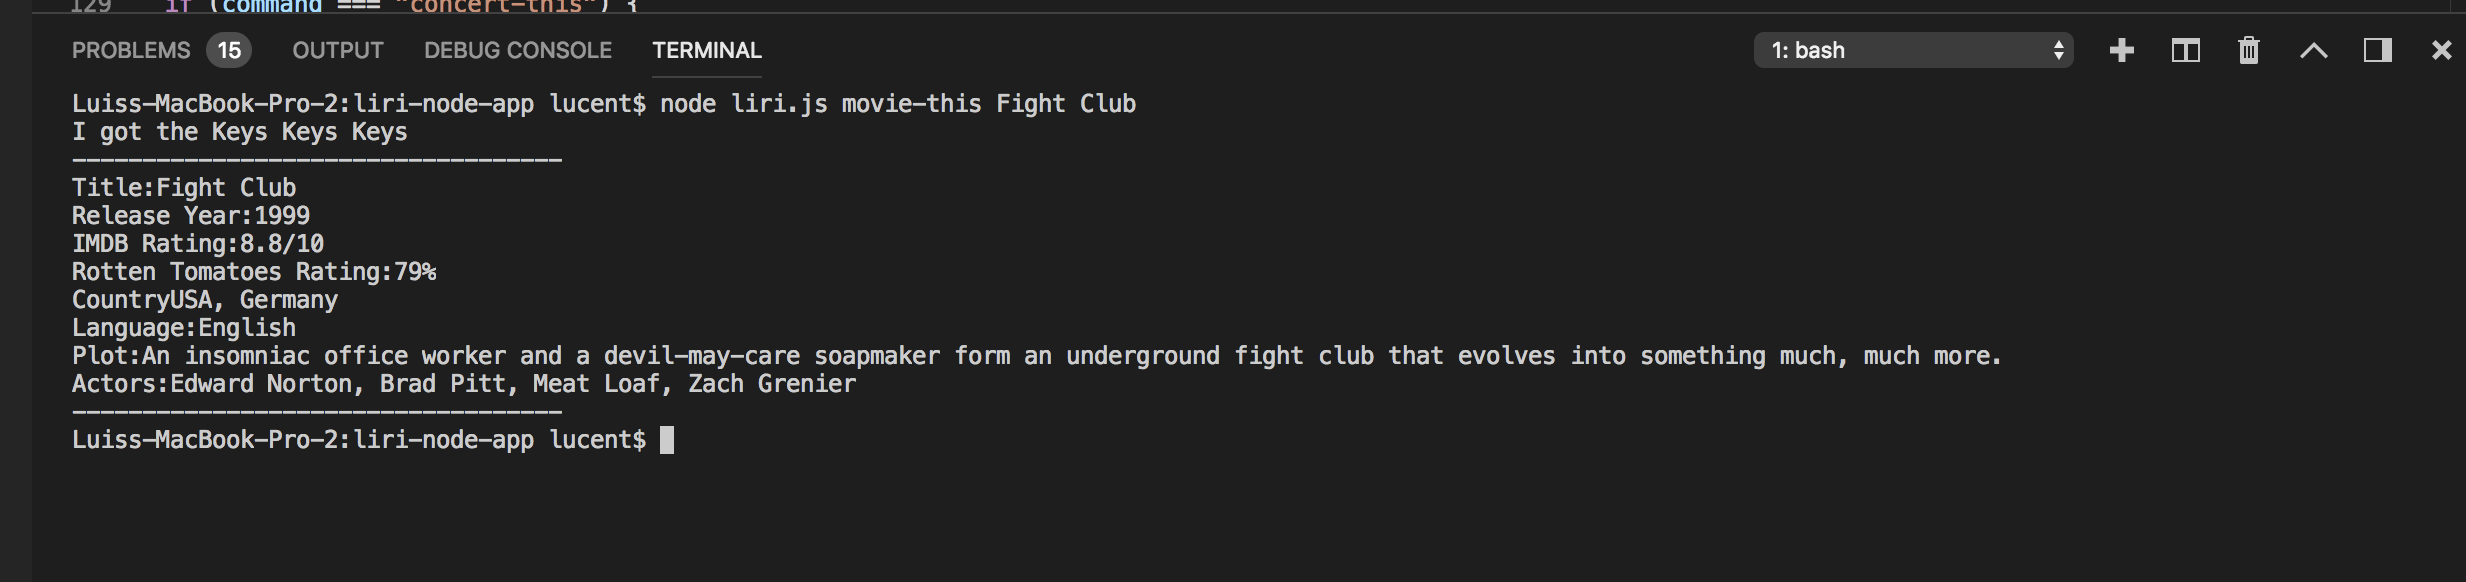 129 if (command === "concert-this") {
PROBLEMS 15 OUTPUT DEBUG CONSOLE TERMINAL 1: bash
Luiss-MacBook-Pro-2:liri-node-app lucent$ node liri.js movie-this Fight Club
I got the Keys Keys Keys
-----------------------------------
Title:Fight Club
Release Year:1999
IMDB Rating:8.8/10
Rotten Tomatoes Rating:79%
CountryUSA, Germany
Language:English
Plot:An insomniac office worker and a devil-may-care soapmaker form an underground fight club that evolves into something much, much more.
Actors:Edward Norton, Brad Pitt, Meat Loaf, Zach Grenier
-----------------------------------
Luiss-MacBook-Pro-2:liri-node-app lucent$